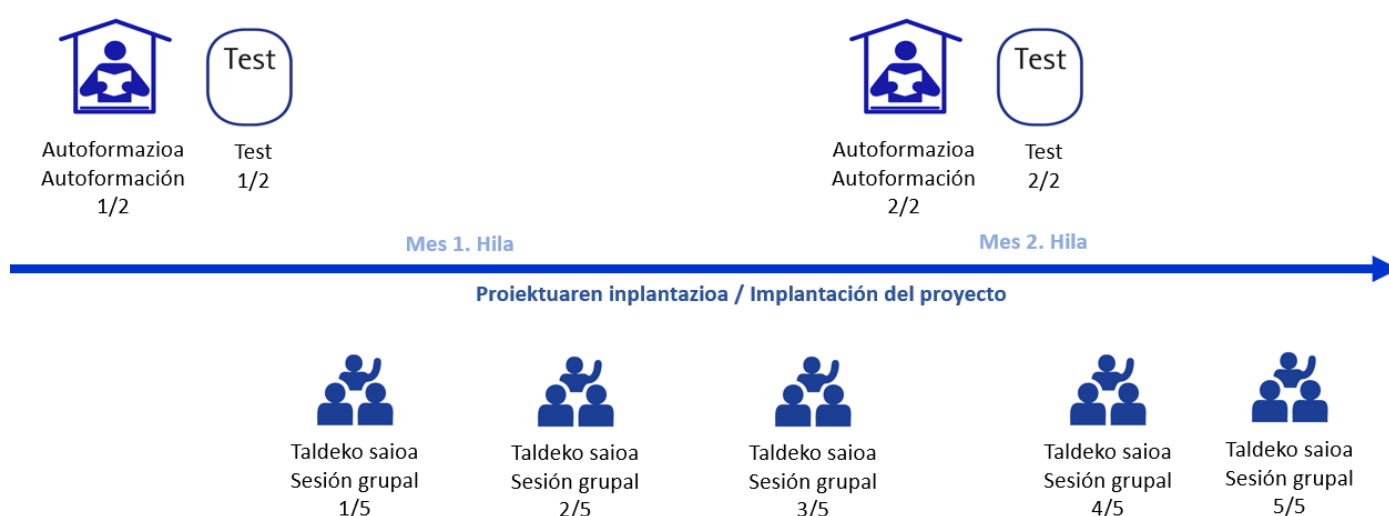 Test
Test
Autoformazioa
Autoformación
1/2
Test
1/2
Autoformazioa
Autoformación
2/2
Test
2/2
Mes 1. Hila
Mes 2. Hila
Proiektuaren inplantazioa / Implantación del proyecto
Taldeko saioa
Sesión grupal
1/5
Taldeko saioa
Sesión grupal
2/5
Taldeko saioa
Sesión grupal
3/5
Taldeko saioa
Sesión grupal
4/5
Taldeko saioa
Sesión grupal
5/5